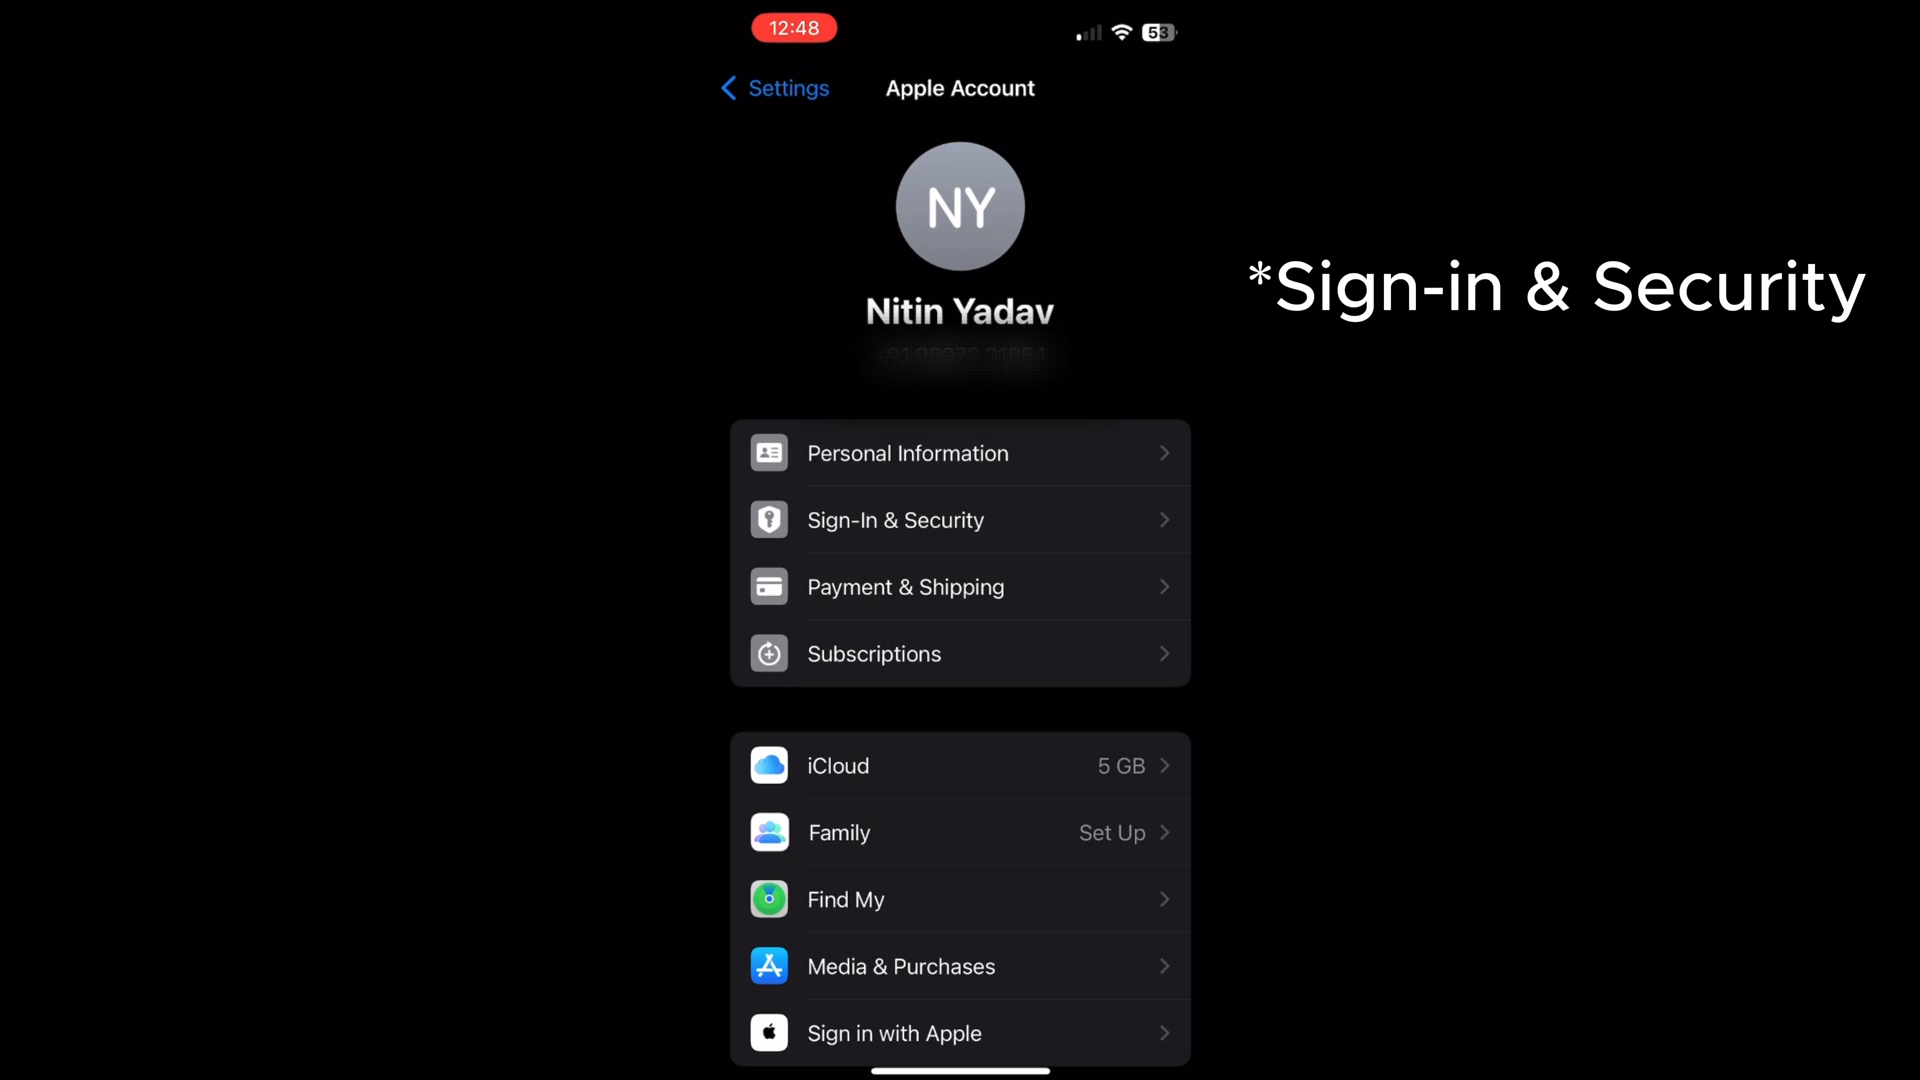 12:48
53
Settings
Apple Account
NY
Nitin Yadav
*Sign-in & Security
Personal Information
Sign-In & Security
Payment & Shipping
Subscriptions
iCloud
5 GB
Family
Set Up
Find My
Media & Purchases
Sign in with Apple